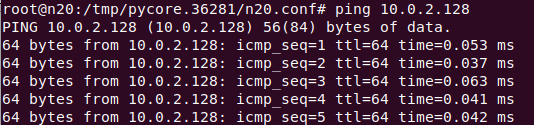 root@n20:/tmp/pycore.36281/n20.conf# ping 10.0.2.128
PING 10.0.2.128 (10.0.2.128) 56(84) bytes of data.
64 bytes from 10.0.2.128: icmp_seq=1 ttl=64 time=0.053 ms
64 bytes from 10.0.2.128: icmp_seq=2 ttl=64 time=0.037 ms
64 bytes from 10.0.2.128: icmp_seq=3 ttl=64 time=0.063 ms
64 bytes from 10.0.2.128: icmp_seq=4 ttl=64 time=0.041 ms
64 bytes from 10.0.2.128: icmp_seq=5 ttl=64 time=0.042 ms